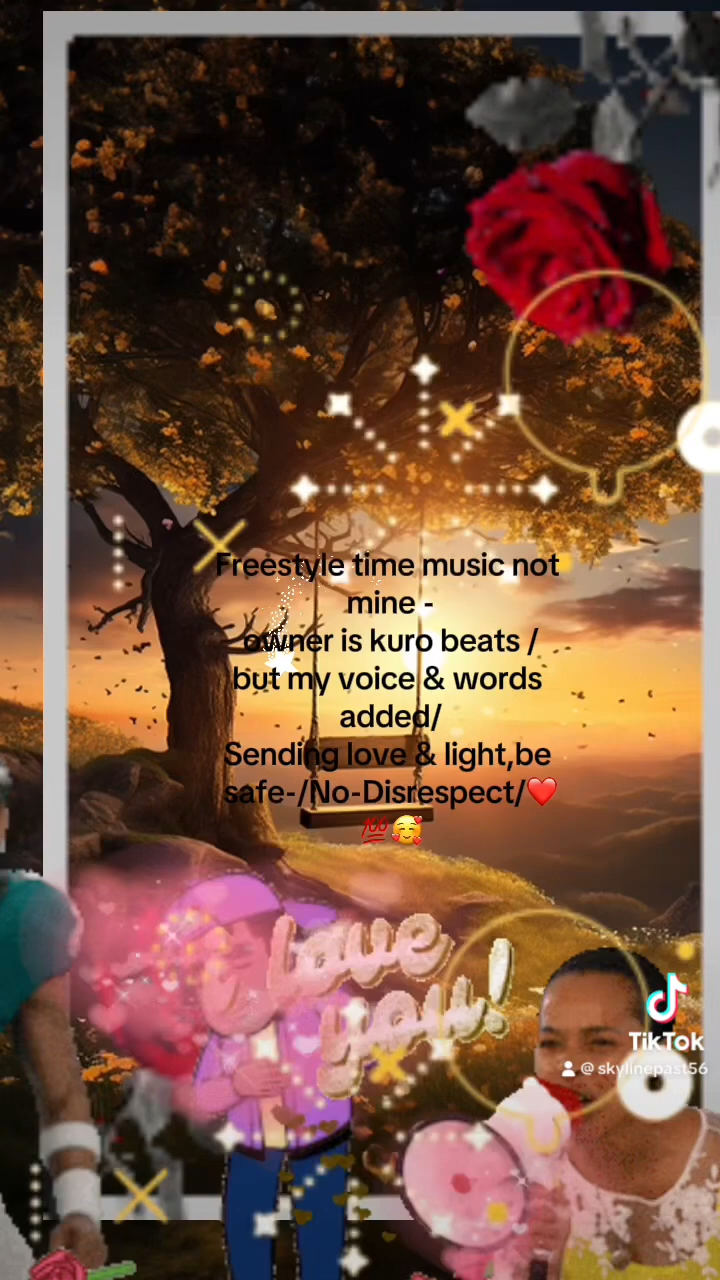 Freestyle time music not
mine -
owner is kuro beats /
but my voice & words
added/
Sending love & light,be
safe-/No-Disrespect/❤️
💯🥰
love
you!
TikTok
@skylinepast56